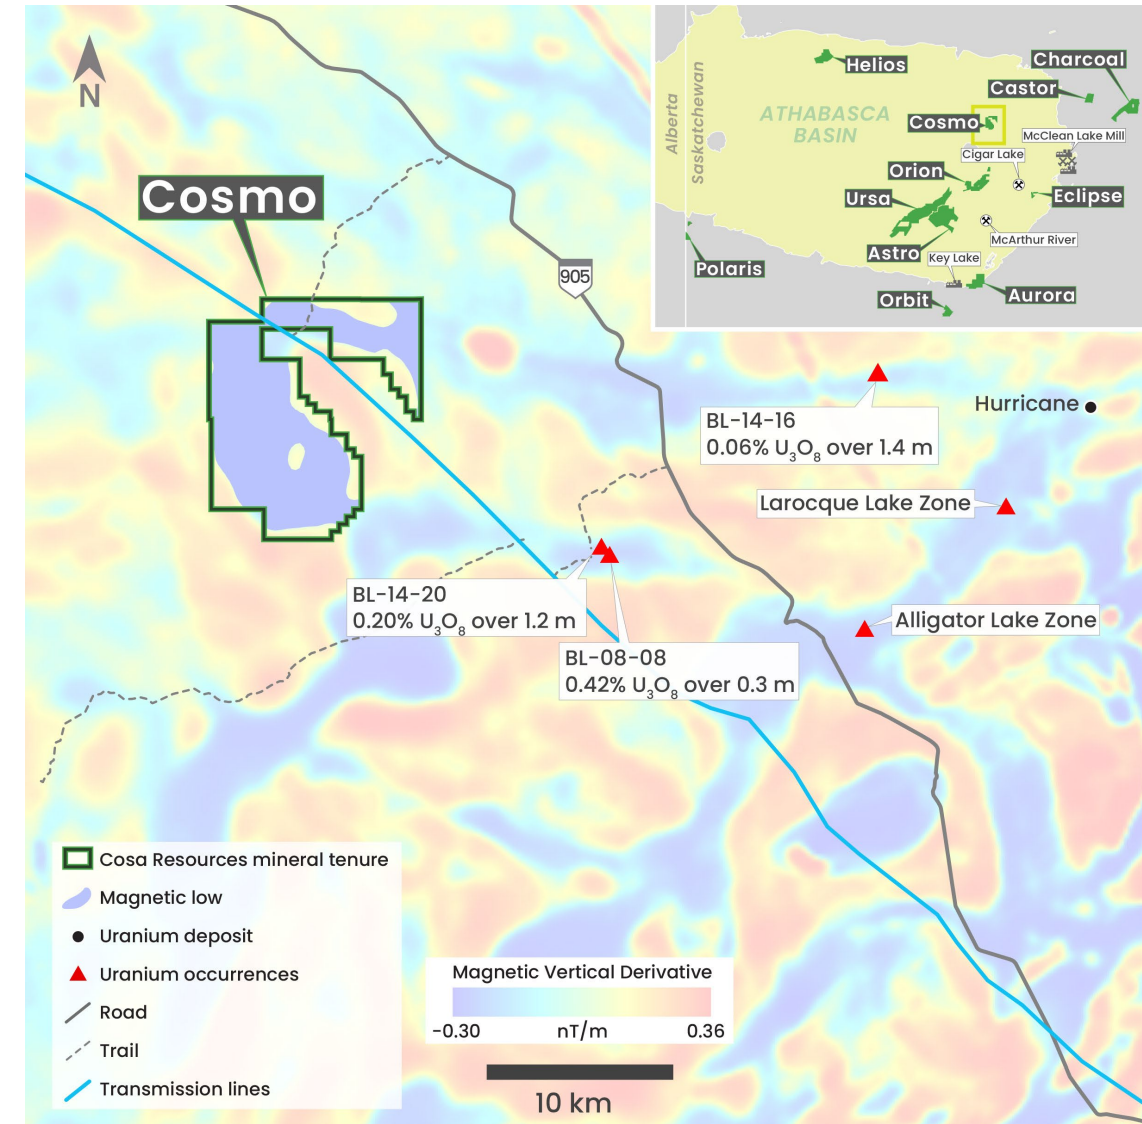 N
Cosmo
905
Alberta
Saskatchewan
ATHABASCA
BASIN
Helios
Charcoal
Castor
Cosmo
McClean Lake Mill
Cigar Lake
Orion
Ursa
Eclipse
McArthur River
Astro
Key Lake
Polaris
Aurora
Orbit
Hurricane
BL-14-16
0.06% U₃O₈ over 1.4 m
Larocque Lake Zone
BL-14-20
0.20% U₃O₈ over 1.2 m
Alligator Lake Zone
BL-08-08
0.42% U₃O₈ over 0.3 m
Cosa Resources mineral tenure
Magnetic low
Uranium deposit
Uranium occurrences
Road
Trail
Transmission lines
Magnetic Vertical Derivative
-0.30 nT/m 0.36
10 km